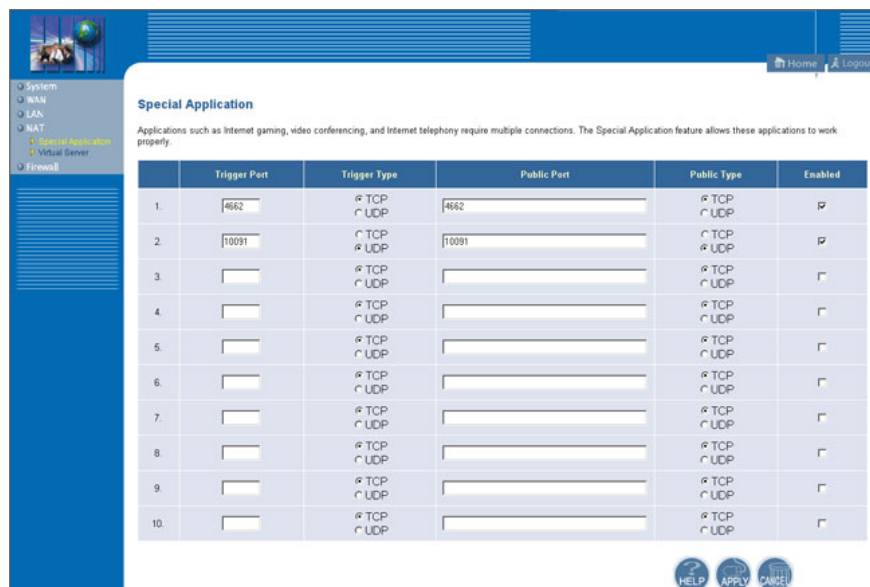 Home
Logou
System
WAN
LAN
NAT
Special Application
Virtual Server
Firewall
Special Application
Applications such as Internet gaming, video conferencing, and Internet telephony require multiple connections. The Special Application feature allows these applications to work
properly.
Trigger Port Trigger Type Public Port Public Type Enabled
1. 4662 TCP UDP 4662 TCP UDP
2. 10091 TCP UDP 10091 TCP UDP
3. TCP UDP TCP UDP
4. TCP UDP TCP UDP
5. TCP UDP TCP UDP
6. TCP UDP TCP UDP
7. TCP UDP TCP UDP
8. TCP UDP TCP UDP
9. TCP UDP TCP UDP
10. TCP UDP TCP UDP
HELP APPLY CANCEL